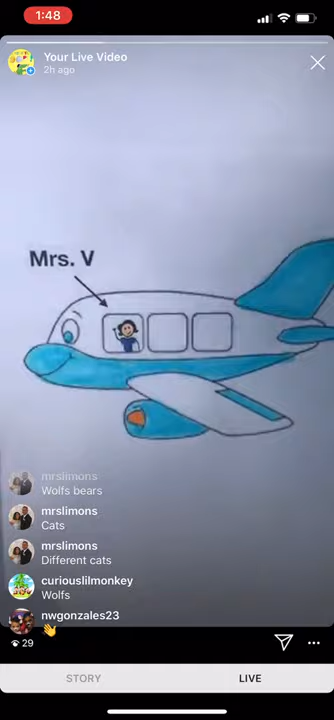 1:48
Your Live Video
2h ago
Mrs. V
mrslimons
Wolfs bears
mrslimons
Cats
mrslimons
Different cats
curiouslilmonkey
Wolfs
nwgonzales23
👋
29
STORY
LIVE